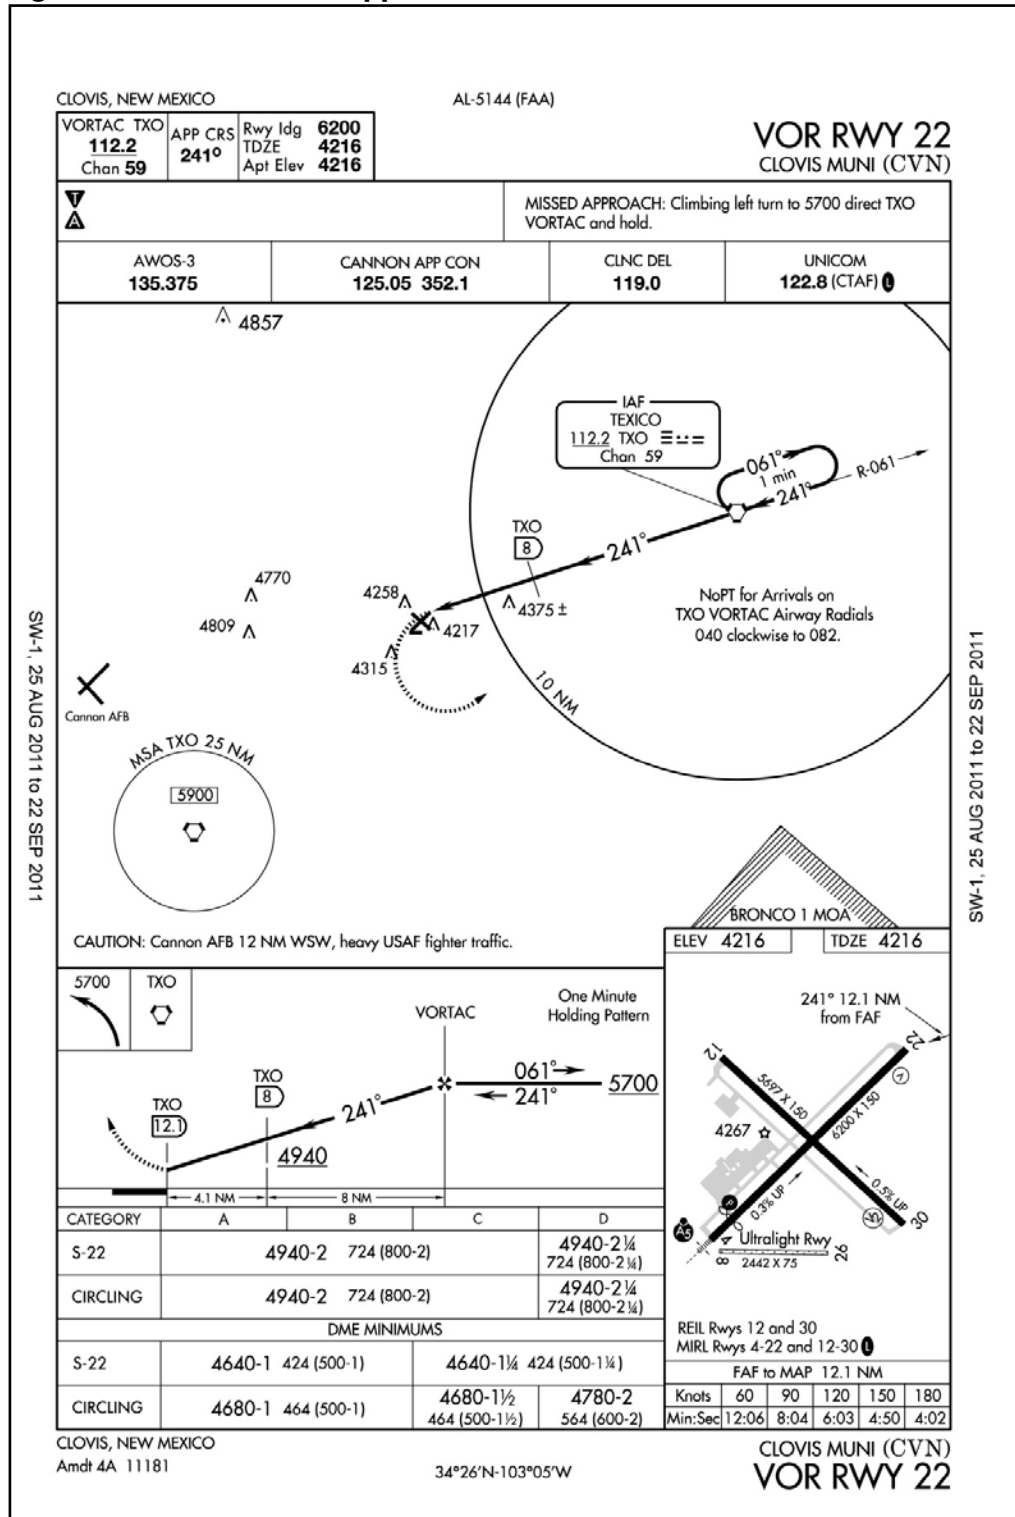 CLOVIS, NEW MEXICO
AL-5144 (FAA)
VORTAC TXO
112.2
Chan 59
APP CRS
241°
Rwy ldg 6200
TDZE 4216
Apt Elev 4216
VOR RWY 22
CLOVIS MUNI (CVN)
T
A
MISSED APPROACH: Climbing left turn to 5700 direct TXO
VORTAC and hold.
AWOS-3
135.375
CANNON APP CON
125.05 352.1
CLNC DEL
119.0
UNICOM
122.8 (CTAF) L
4857
IAF
TEXICO
112.2 TXO
Chan 59
061°
1 min
241°
R-061
TXO
8
241°
4770
4258
4375 ±
4809
4217
4315
NoPT for Arrivals on
TXO VORTAC Airway Radials
040 clockwise to 082.
10 NM
Cannon AFB
MSA TXO 25 NM
5900
BRONCO 1 MOA
CAUTION: Cannon AFB 12 NM WSW, heavy USAF fighter traffic.
SW-1, 25 AUG 2011 to 22 SEP 2011
SW-1, 25 AUG 2011 to 22 SEP 2011
ELEV 4216
TDZE 4216
5700
TXO
VORTAC
One Minute
Holding Pattern
061°
241°
5700
TXO
8
241°
TXO
12.1
4940
4.1 NM
8 NM
241° 12.1 NM
from FAF
12
22
5697 X 150
6200 X 150
V
4267
0.3% UP
0.5% UP
P
A5
V2
4
30
Ultralight Rwy
8
26
2442 X 75
REIL Rwys 12 and 30
MIRL Rwys 4-22 and 12-30 L
CATEGORY A B C D
S-22 4940-2 724 (800-2) 4940-2¼
724 (800-2¼)
CIRCLING 4940-2 724 (800-2) 4940-2¼
724 (800-2¼)
DME MINIMUMS
S-22 4640-1 424 (500-1) 4640-1¼ 424 (500-1¼)
CIRCLING 4680-1 464 (500-1) 4680-1½ 4780-2
464 (500-1½) 564 (600-2)
FAF to MAP 12.1 NM
Knots 60 90 120 150 180
Min:Sec 12:06 8:04 6:03 4:50 4:02
CLOVIS, NEW MEXICO
Amdt 4A 11181
34°26'N-103°05'W
CLOVIS MUNI (CVN)
VOR RWY 22